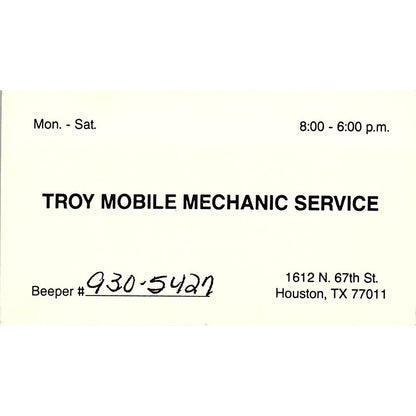 Mon. - Sat. 8:00 - 6:00 p.m.
TROY MOBILE MECHANIC SERVICE
Beeper # 930-5427
1612 N. 67th St.
Houston, TX 77011